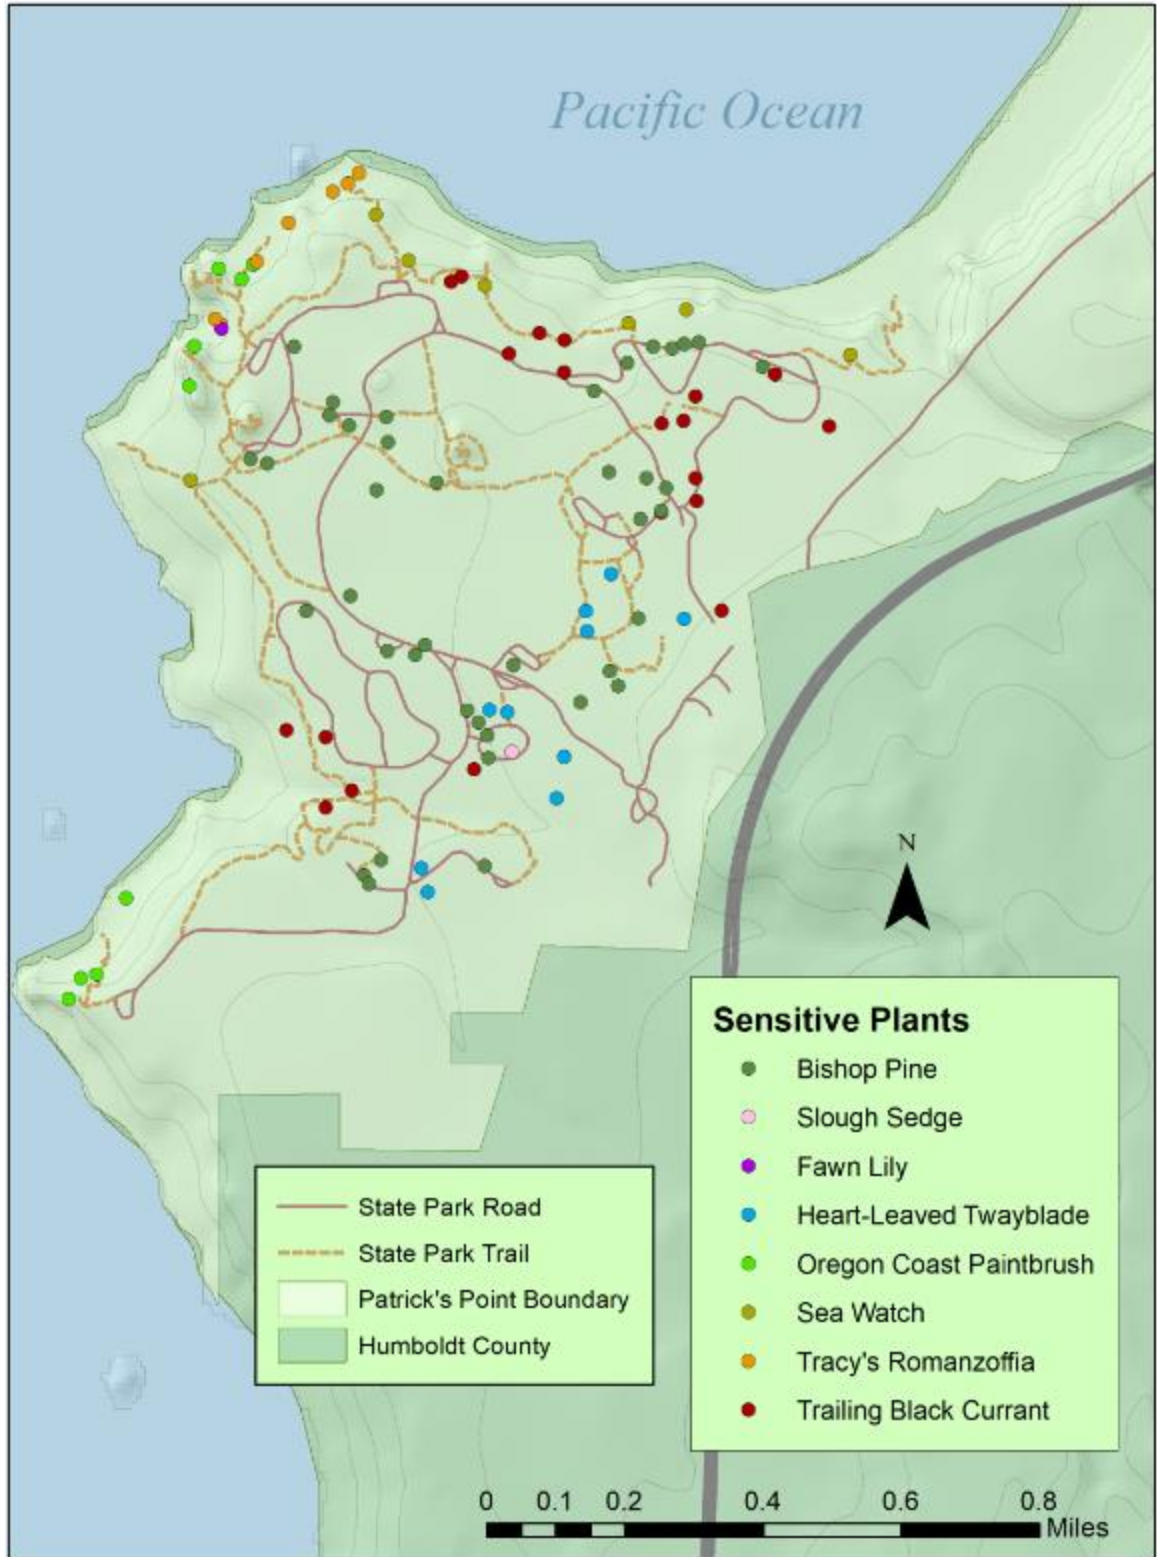 Pacific Ocean
N
Sensitive Plants
Bishop Pine
Slough Sedge
Fawn Lily
Heart-Leaved Twayblade
Oregon Coast Paintbrush
Sea Watch
Tracy's Romanzoffia
Trailing Black Currant
State Park Road
State Park Trail
Patrick's Point Boundary
Humboldt County
0 0.1 0.2 0.4 0.6 0.8
Miles